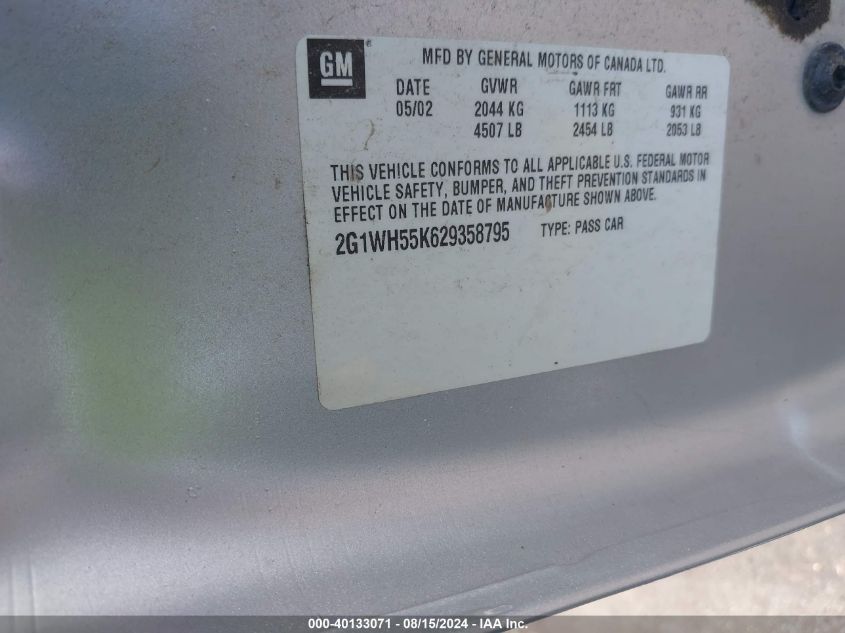 GM ® MFD BY GENERAL MOTORS OF CANADA LTD.
DATE GVWR GAWR FRT GAWR RR
05/02 2044 KG 1113 KG 931 KG
4507 LB 2454 LB 2053 LB
THIS VEHICLE CONFORMS TO ALL APPLICABLE U.S. FEDERAL MOTOR
VEHICLE SAFETY, BUMPER, AND THEFT PREVENTION STANDARDS IN
EFFECT ON THE DATE OF MANUFACTURE SHOWN ABOVE.
2G1WH55K629358795 TYPE: PASS CAR
000-40133071 - 08/15/2024 - IAA Inc.